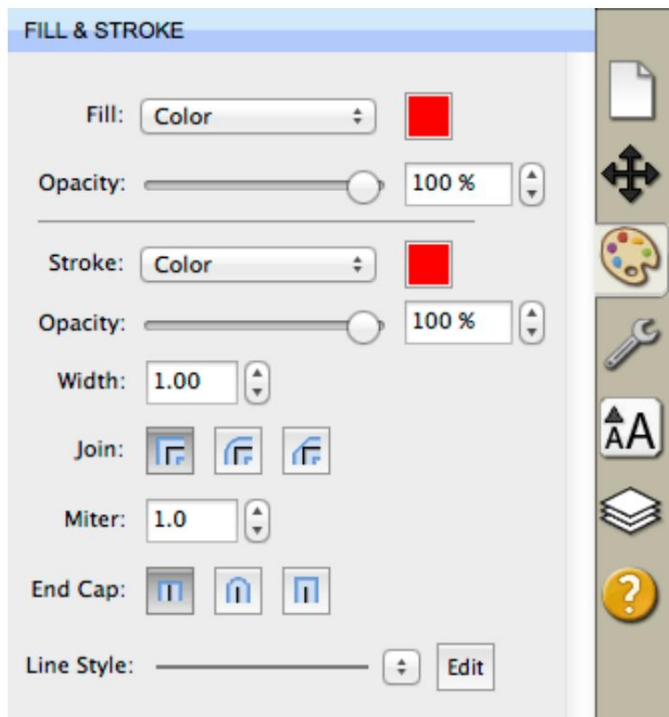 FILL & STROKE
Fill: Color
Opacity: 100 %
Stroke: Color
Opacity: 100 %
Width: 1.00
Join:
Miter: 1.0
End Cap:
Line Style: Edit
AA
?